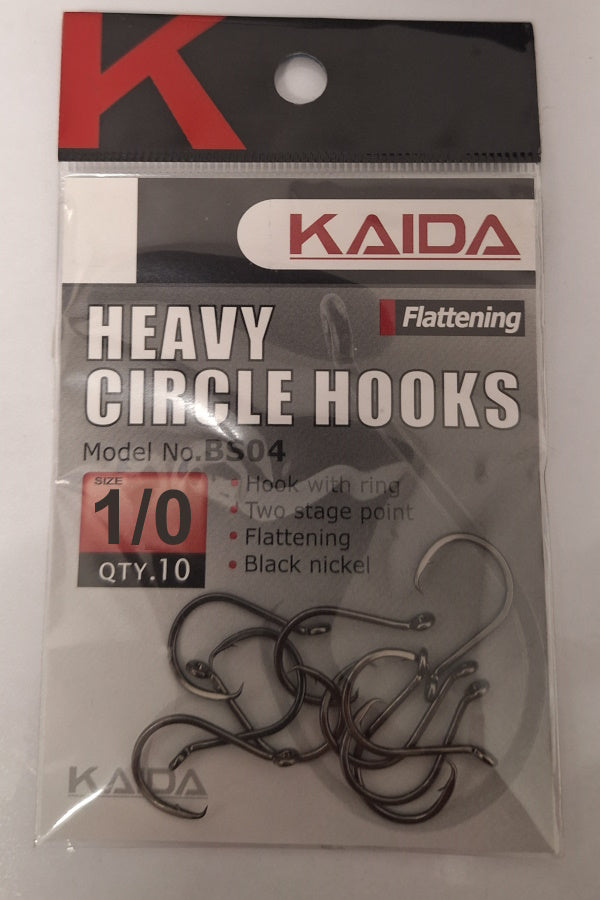 K
KAIDA
Flattening
HEAVY
CIRCLE HOOKS
Model No.BS04
SIZE
1/0
QTY.10
• Hook with ring
• Two stage point
• Flattening
• Black nickel
KAIDA